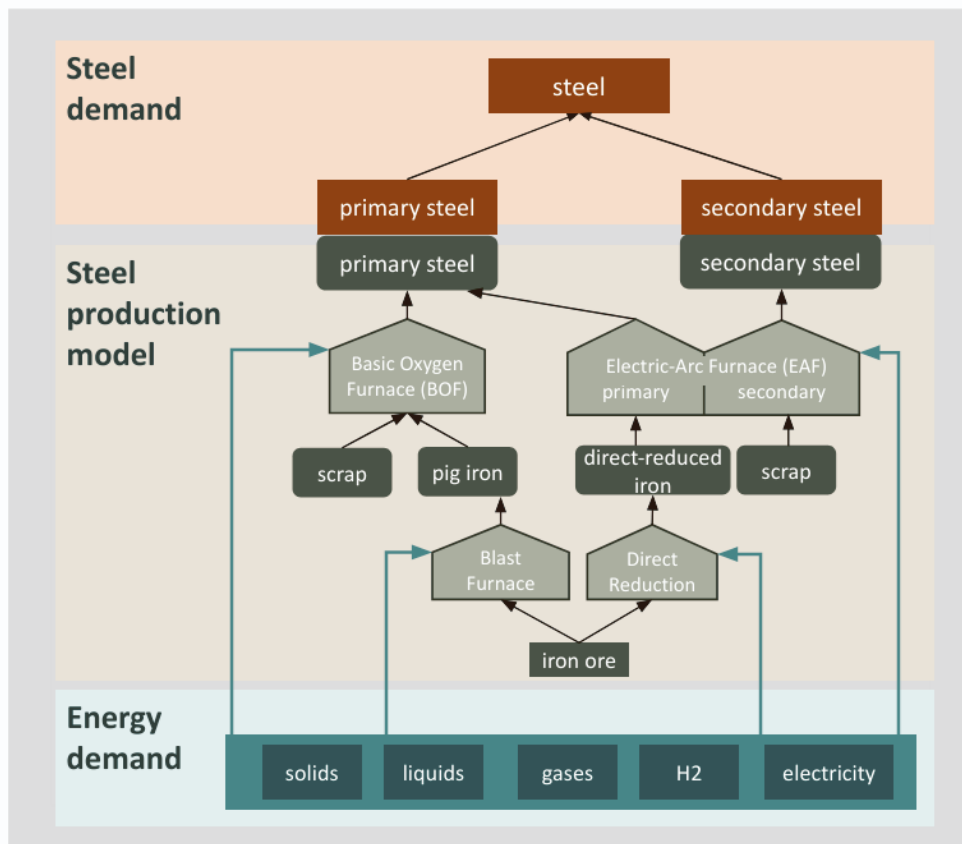 Steel
demand
steel
primary steel
secondary steel
Steel
production
model
primary steel
secondary steel
Basic Oxygen
Furnace (BOF)
Electric-Arc Furnace (EAF)
primary
secondary
scrap
pig iron
direct-reduced
iron
scrap
Blast
Furnace
Direct
Reduction
iron ore
Energy
demand
solids
liquids
gases
H2
electricity